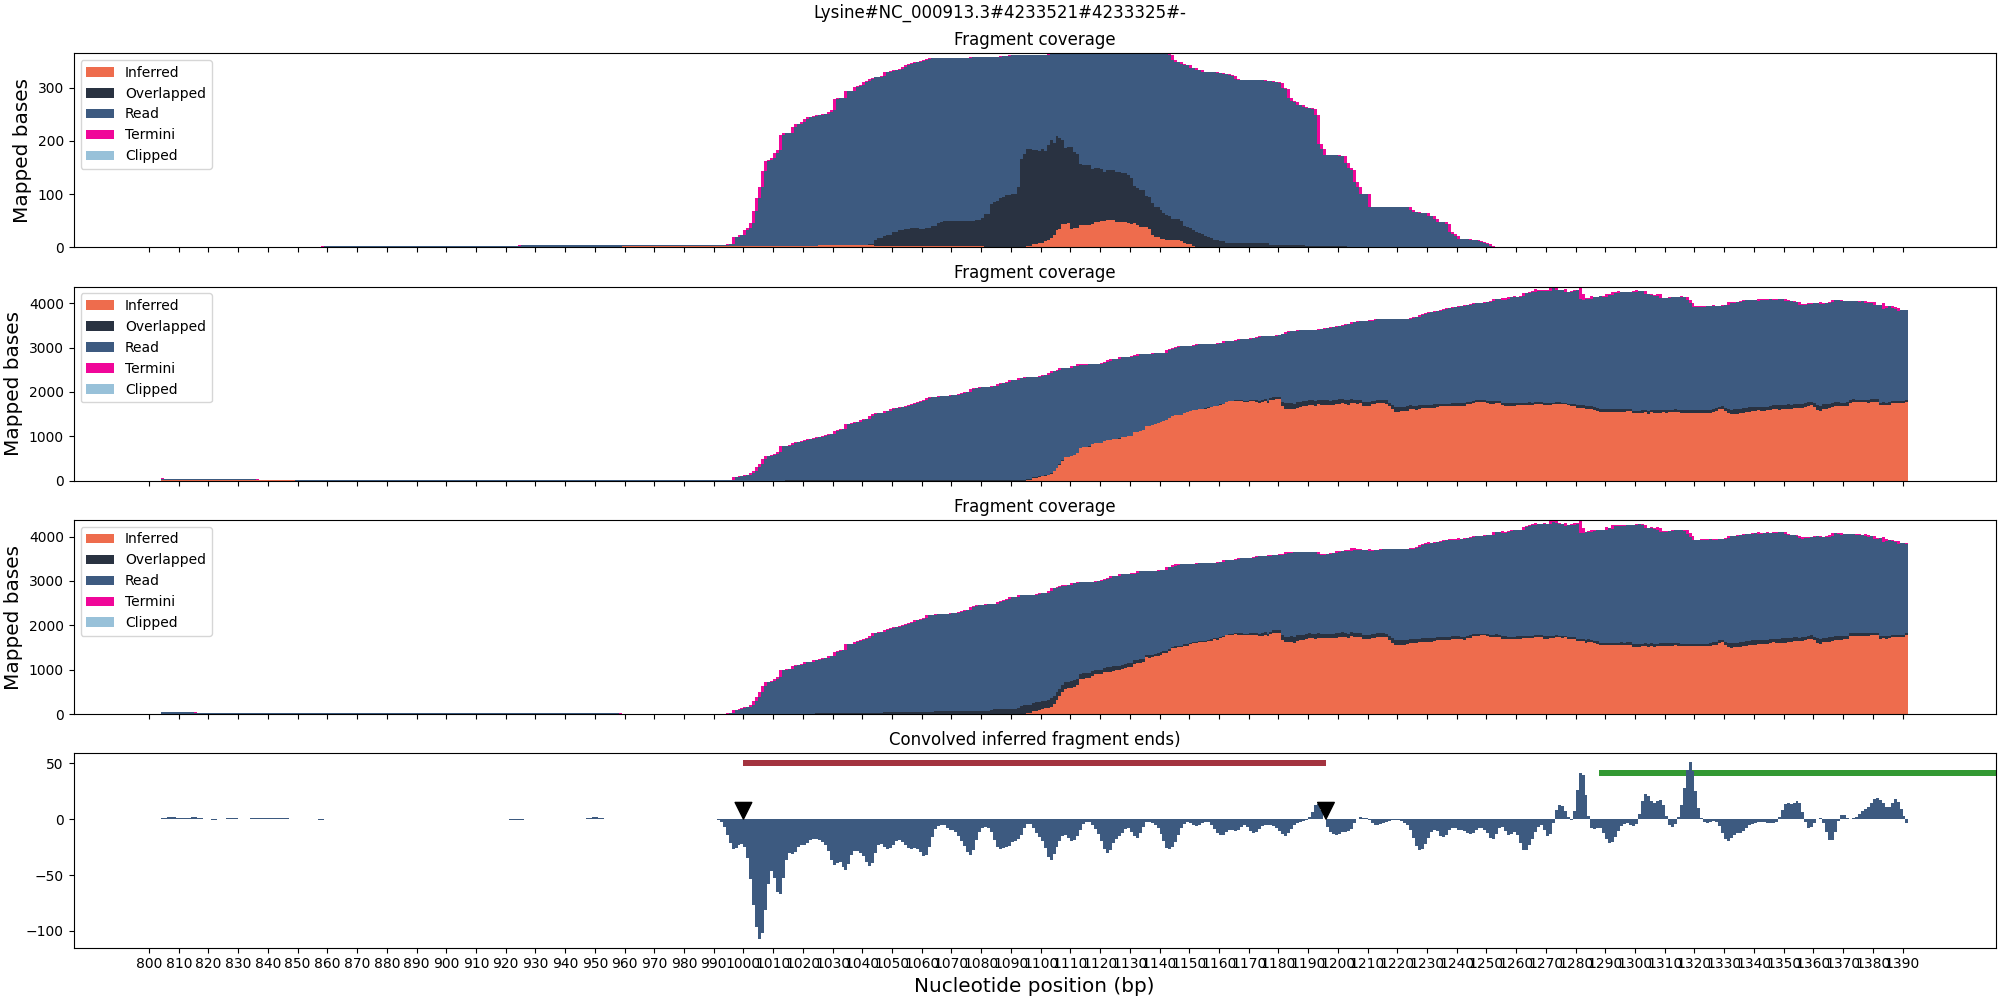 Lysine#NC_000913.3#4233521#4233325#-
Fragment coverage
Mapped bases
300
200
100
0
Inferred
Overlapped
Read
Termini
Clipped
Fragment coverage
Mapped bases
4000
3000
2000
1000
0
Inferred
Overlapped
Read
Termini
Clipped
Fragment coverage
Mapped bases
4000
3000
2000
1000
0
Inferred
Overlapped
Read
Termini
Clipped
Convolved inferred fragment ends)
50
0
−50
−100
800 810 820 830 840 850 860 870 880 890 900 910 920 930 940 950 960 970 980 990 1000 1010 1020 1030 1040 1050 1060 1070 1080 1090 1100 1110 1120 1130 1140 1150 1160 1170 1180 1190 1200 1210 1220 1230 1240 1250 1260 1270 1280 1290 1300 1310 1320 1330 1340 1350 1360 1370 1380 1390
Nucleotide position (bp)